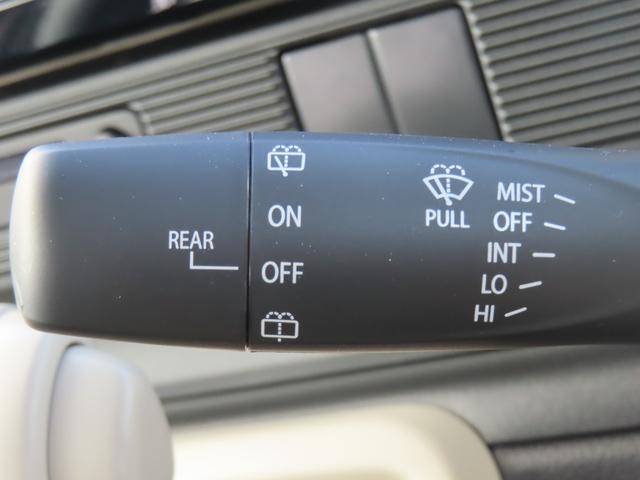 REAR
ON
OFF
PULL
MIST
OFF
INT
LO
HI